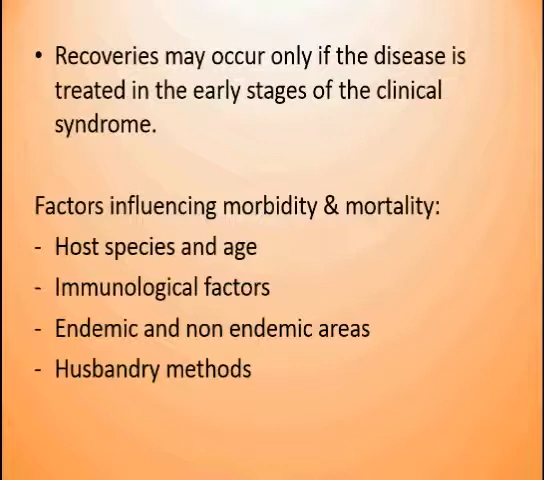 • Recoveries may occur only if the disease is
treated in the early stages of the clinical
syndrome.
Factors influencing morbidity & mortality:
- Host species and age
- Immunological factors
- Endemic and non endemic areas
- Husbandry methods